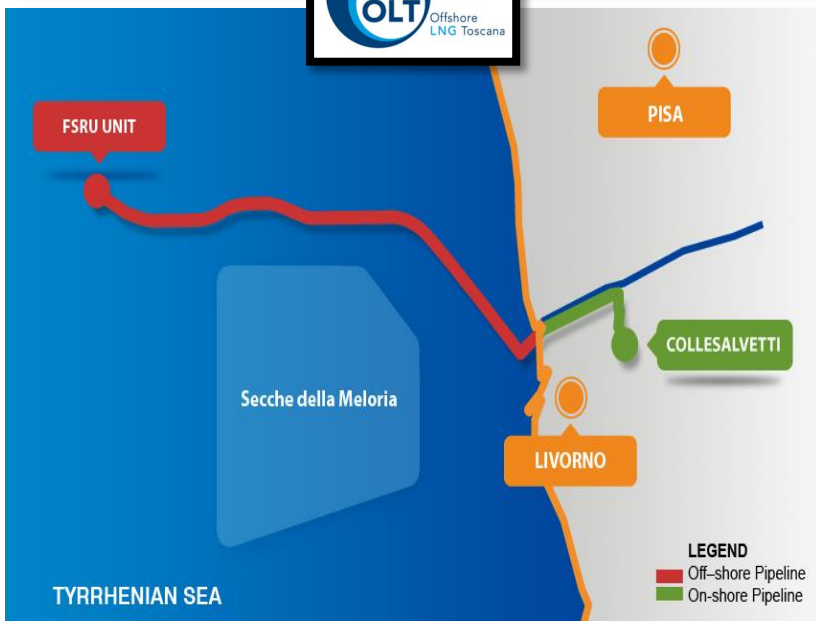 OLT
Offshore
LNG Toscana
FSRU UNIT
PISA
COLLESALVETTI
Secche della Meloria
LIVORNO
TYRRHENIAN SEA
LEGEND
Off–shore Pipeline
On-shore Pipeline